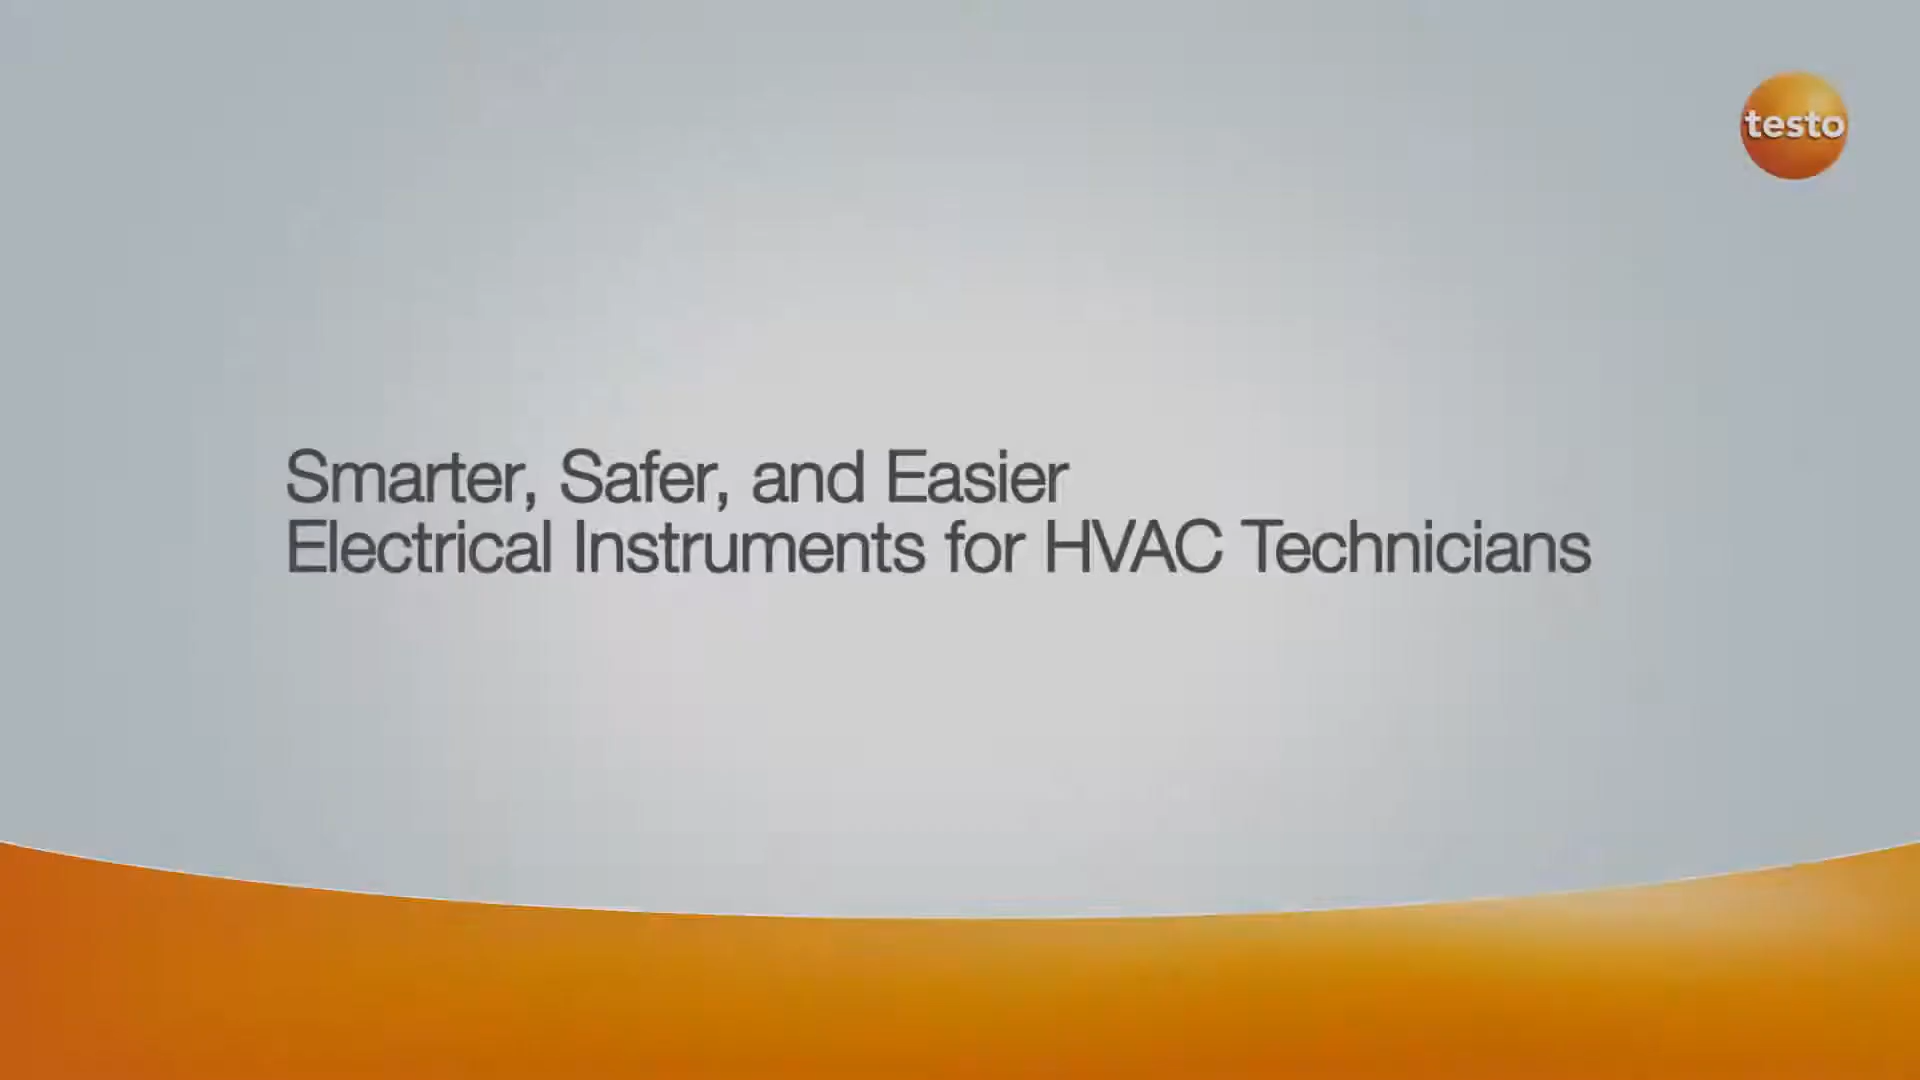 testo
Smarter, Safer, and Easier
Electrical Instruments for HVAC Technicians